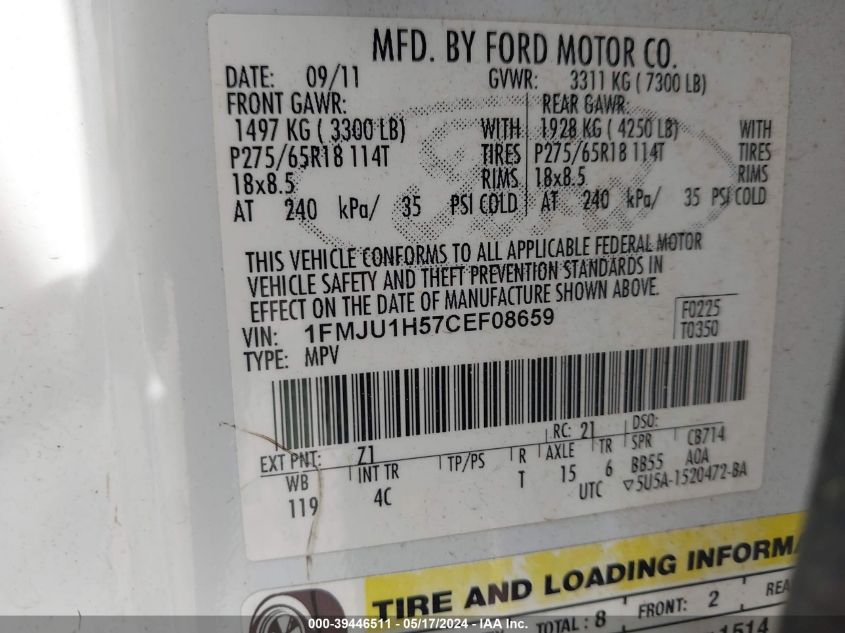 MFD. BY FORD MOTOR CO.
DATE: 09/11 GVWR: 3311 KG ( 7300 LB)
FRONT GAWR: REAR GAWR:
1497 KG ( 3300 LB) WITH 1928 KG ( 4250 LB) WITH
P275/65R18 114T TIRES P275/65R18 114T TIRES
18x8.5 RIMS 18x8.5 RIMS
AT 240 kPa/ 35 PSI COLD AT 240 kPa/ 35 PSI COLD
THIS VEHICLE CONFORMS TO ALL APPLICABLE FEDERAL MOTOR
VEHICLE SAFETY AND THEFT PREVENTION STANDARDS IN
EFFECT ON THE DATE OF MANUFACTURE SHOWN ABOVE.
VIN: 1FMJU1H57CEF08659 F0225
TYPE: MPV T0350
EXT PNT: Z1 RC: 21 DSO:
WB INT TR TP/PS R AXLE TR SPR CB714
119 4C T 15 6 BB55 A0A
UTC ▽5U5A-1520472-BA
TIRE AND LOADING INFORMA
TOTAL: 8 FRONT: 2 REA
1514
000-39446511 - 05/17/2024 - IAA Inc.